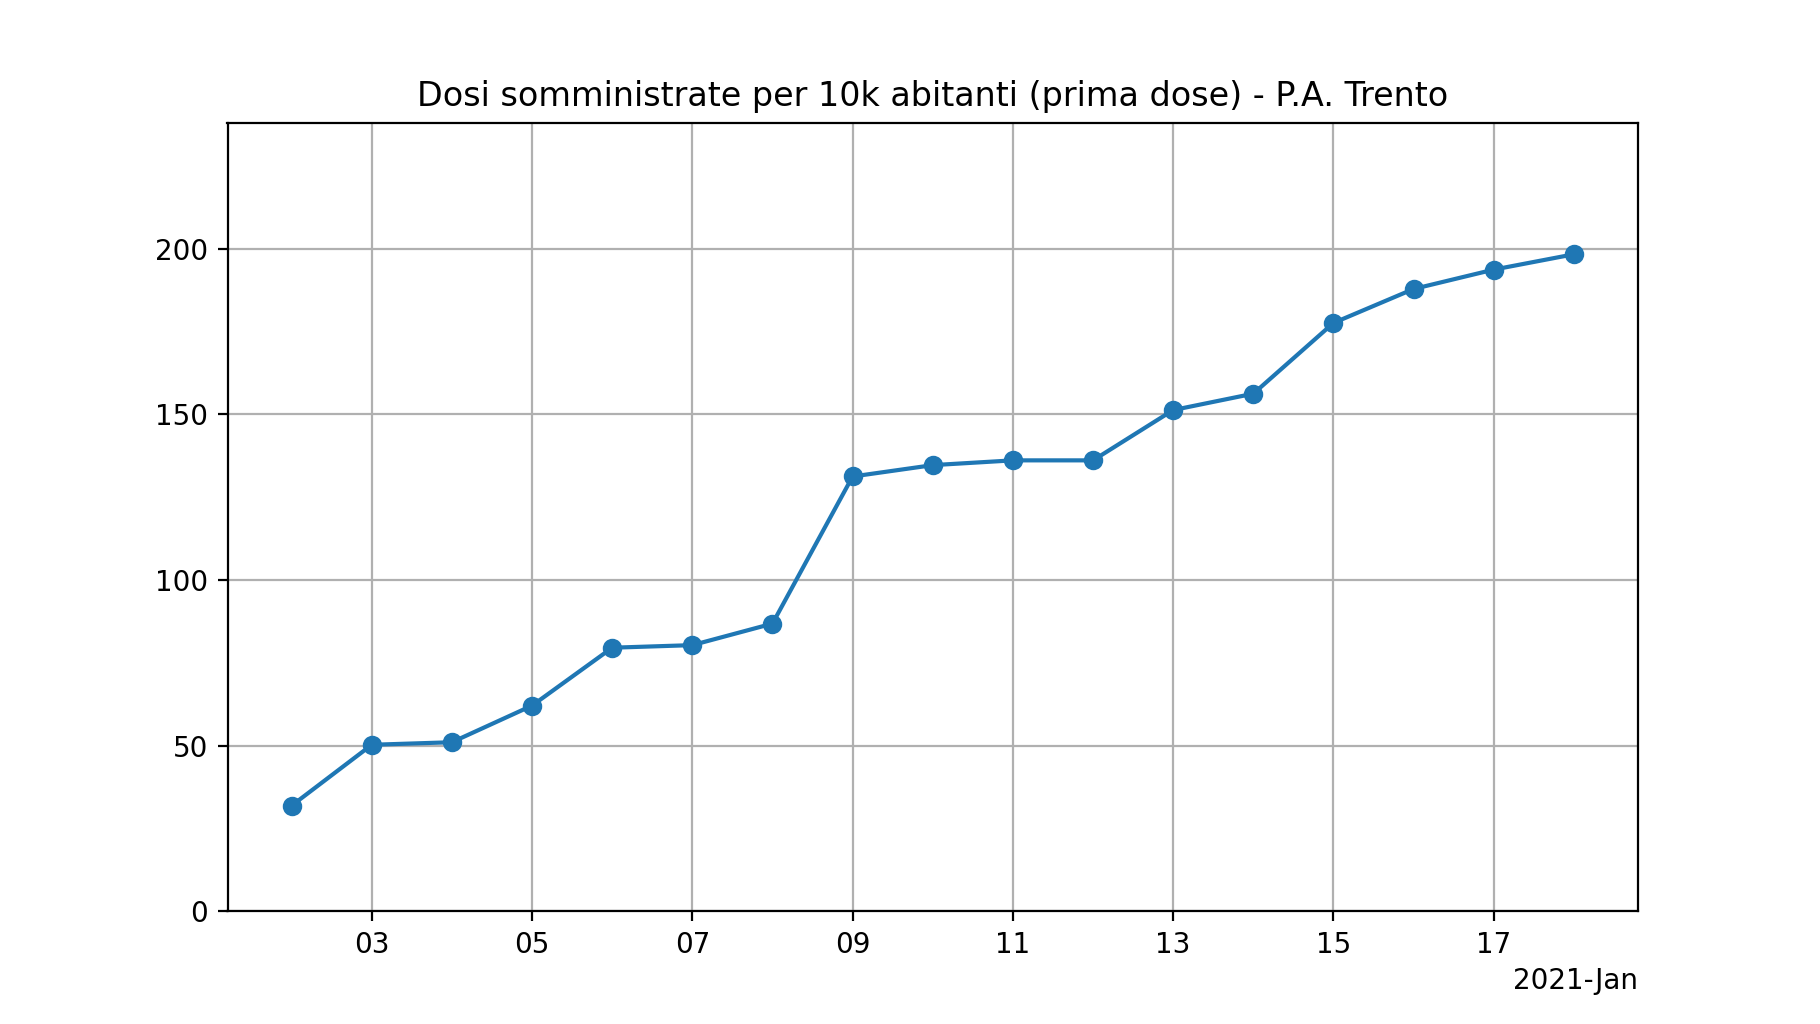 Dosi somministrate per 10k abitanti (prima dose) - P.A. Trento
200
150
100
50
0
03 05 07 09 11 13 15 17
2021-Jan